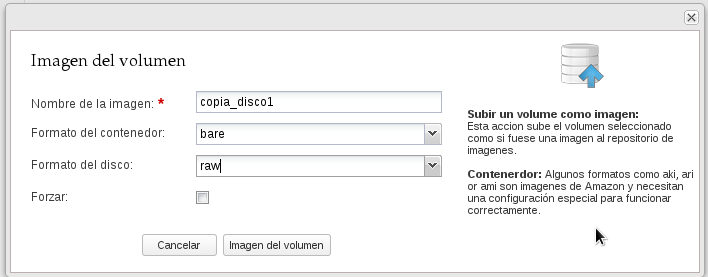 Imagen del volumen
Nombre de la imagen: *
copia_disco1
Formato del contenedor:
bare
Formato del disco:
raw
Forzar:
Cancelar
Imagen del volumen
Subir un volume como imagen:
Esta accion sube el volumen seleccionado
como si fuese una imagen al repositorio de
imagenes.
Contenerdor: Algunos formatos como aki, ari
or ami son imagenes de Amazon y necesitan
una configuración especial para funcionar
correctamente.